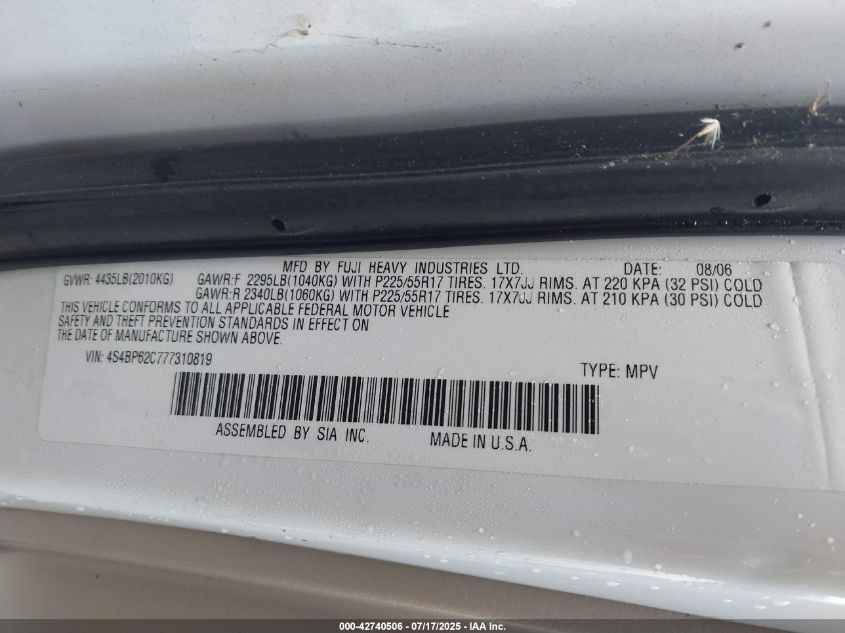 MFD BY FUJI HEAVY INDUSTRIES LTD. DATE: 08/06
GVWR: 4435LB(2010KG) GAWR:F 2295LB(1040KG) WITH P225/55R17 TIRES. 17X7JJ RIMS. AT 220 KPA (32 PSI) COLD
GAWR:R 2340LB(1060KG) WITH P225/55R17 TIRES. 17X7JJ RIMS. AT 210 KPA (30 PSI) COLD
THIS VEHICLE CONFORMS TO ALL APPLICABLE FEDERAL MOTOR VEHICLE
SAFETY AND THEFT PREVENTION STANDARDS IN EFFECT ON
THE DATE OF MANUFACTURE SHOWN ABOVE.
VIN: 4S4BP62C777310819 TYPE: MPV
ASSEMBLED BY SIA INC. MADE IN U.S.A.
000-42740506 - 07/17/2025 - IAA Inc.